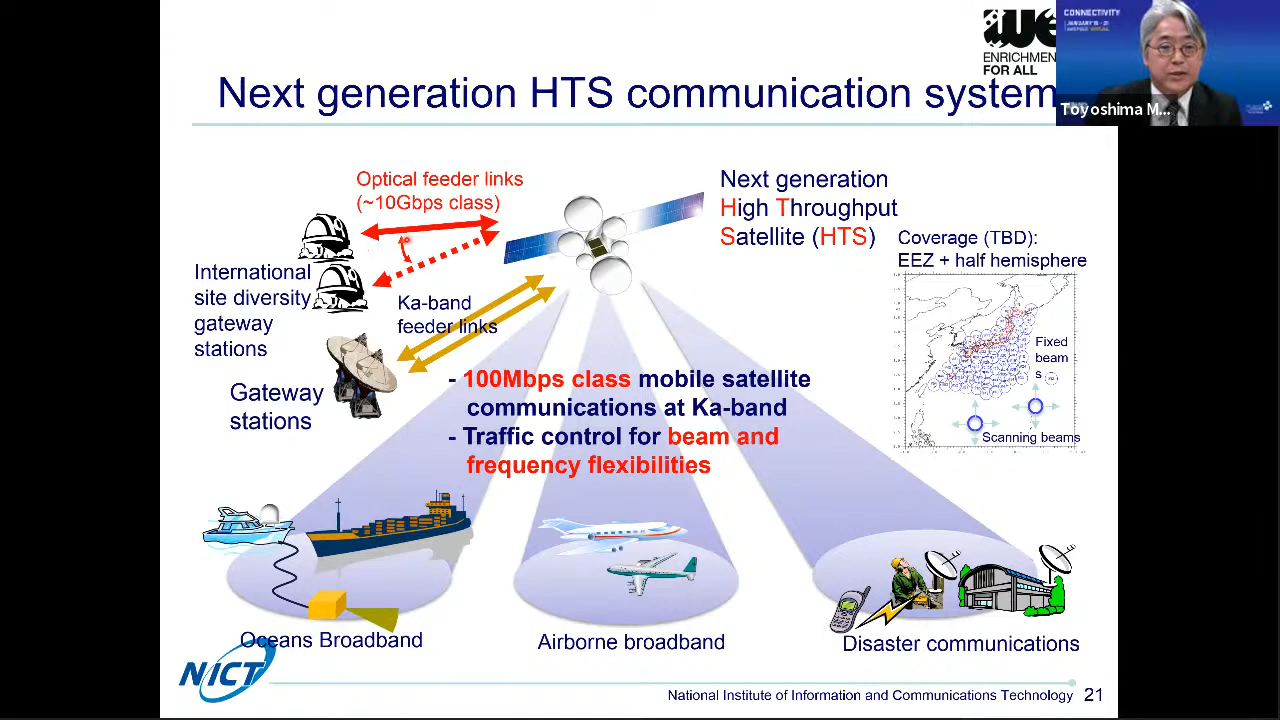 ENRICHMEN
FOR ALL
CONNECTIVITY
Toyoshima M...
Next generation HTS communication system
Optical feeder links
(~10Gbps class)
Next generation
High Throughput
Satellite (HTS)
Coverage (TBD):
EEZ + half hemisphere
International
site diversity
gateway
stations
Ka-band
feeder links
Fixed
beam
s
Scanning beams
Gateway
stations
- 100Mbps class mobile satellite
communications at Ka-band
- Traffic control for beam and
frequency flexibilities
Oceans Broadband
Airborne broadband
Disaster communications
NICT
National Institute of Information and Communications Technology 21